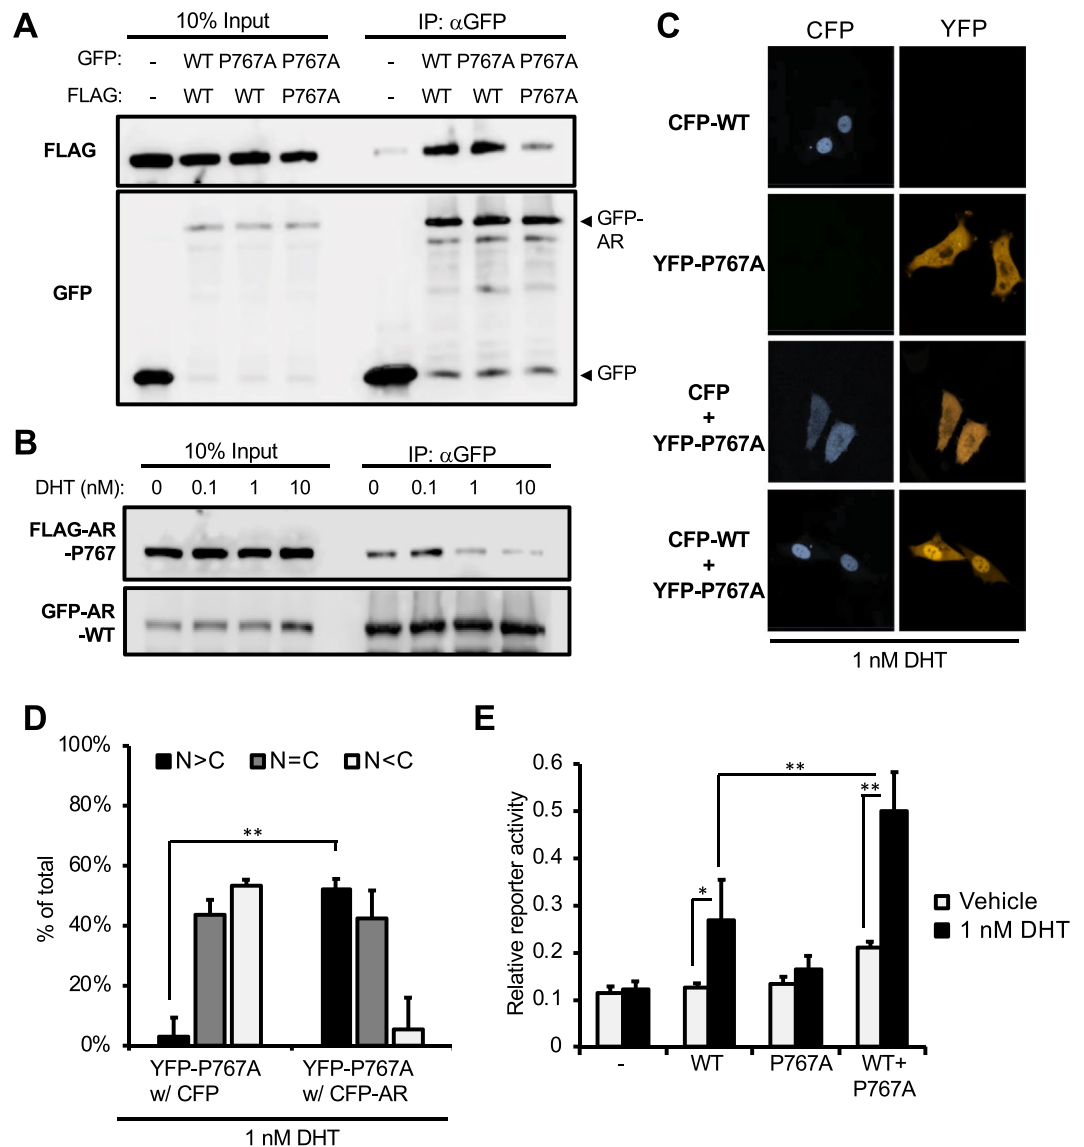 A
10% Input
IP: αGFP
GFP: - WT P767A P767A - WT P767A P767A
FLAG: - WT WT P767A - WT WT P767A
FLAG
GFP
GFP-
AR
GFP
B
10% Input
IP: αGFP
DHT (nM): 0 0.1 1 10 0 0.1 1 10
FLAG-AR
-P767
GFP-AR
-WT
C
CFP YFP
CFP-WT
YFP-P767A
CFP
+
YFP-P767A
CFP-WT
+
YFP-P767A
1 nM DHT
D
100%
80%
60%
40%
20%
0%
% of total
N>C N=C N<C
**
YFP-P767A
w/ CFP
YFP-P767A
w/ CFP-AR
1 nM DHT
E
0.6
0.5
0.4
0.3
0.2
0.1
0
Relative reporter activity
**
**
*
Vehicle
1 nM DHT
- WT P767A WT+
P767A